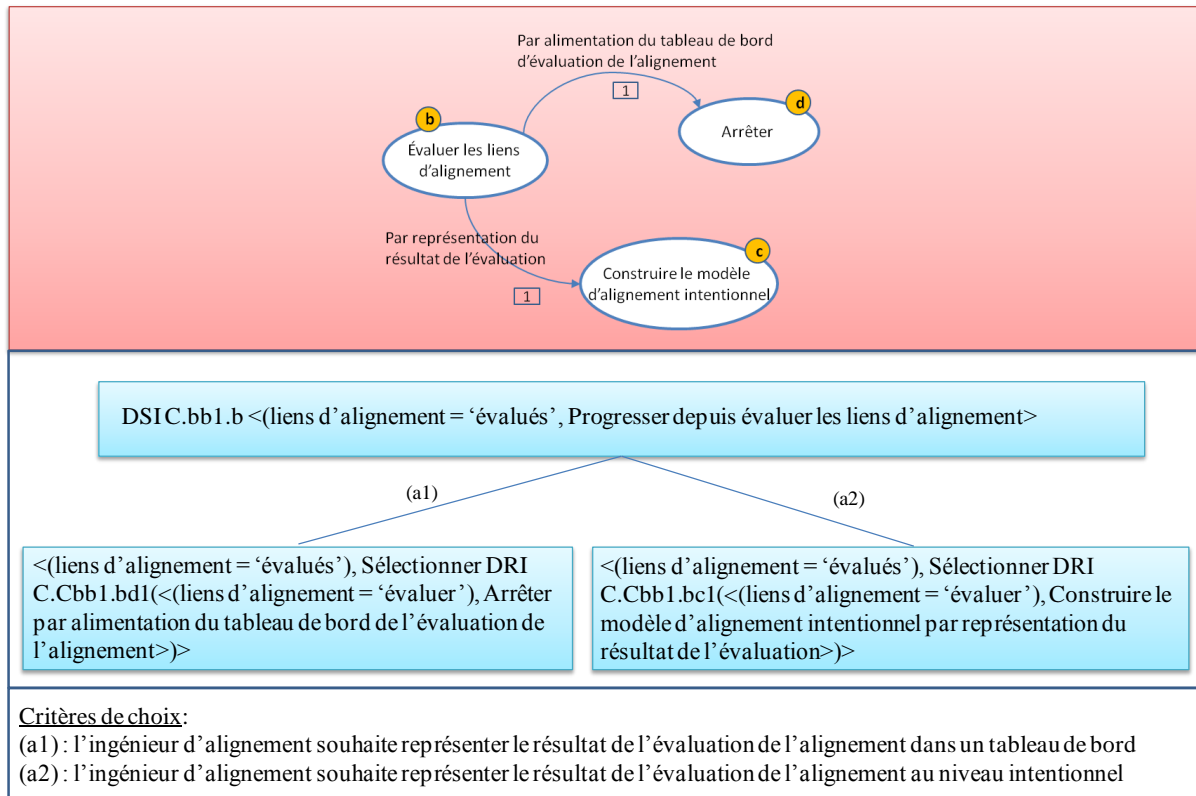 Par alimentation du tableau de bord
d'évaluation de l'alignement
1
d
Arrêter
b
Évaluer les liens
d'alignement
Par représentation du
résultat de l'évaluation
1
c
Construire le modèle
d'alignement intentionnel
DSI C.bb1.b <(liens d'alignement = 'évalués', Progresser depuis évaluer les liens d'alignement>
(a1)
(a2)
<(liens d'alignement = 'évalués'), Sélectionner DRI
C.Cbb1.bd1(<(liens d'alignement = 'évaluer'), Arrêter
par alimentation du tableau de bord de l'évaluation de
l'alignement>)>
<(liens d'alignement = 'évalués'), Sélectionner DRI
C.Cbb1.bc1(<(liens d'alignement = 'évaluer'), Construire le
modèle d'alignement intentionnel par représentation du
résultat de l'évaluation>)>
Critères de choix:
(a1) : l'ingénieur d'alignement souhaite représenter le résultat de l'évaluation de l'alignement dans un tableau de bord
(a2) : l'ingénieur d'alignement souhaite représenter le résultat de l'évaluation de l'alignement au niveau intentionnel